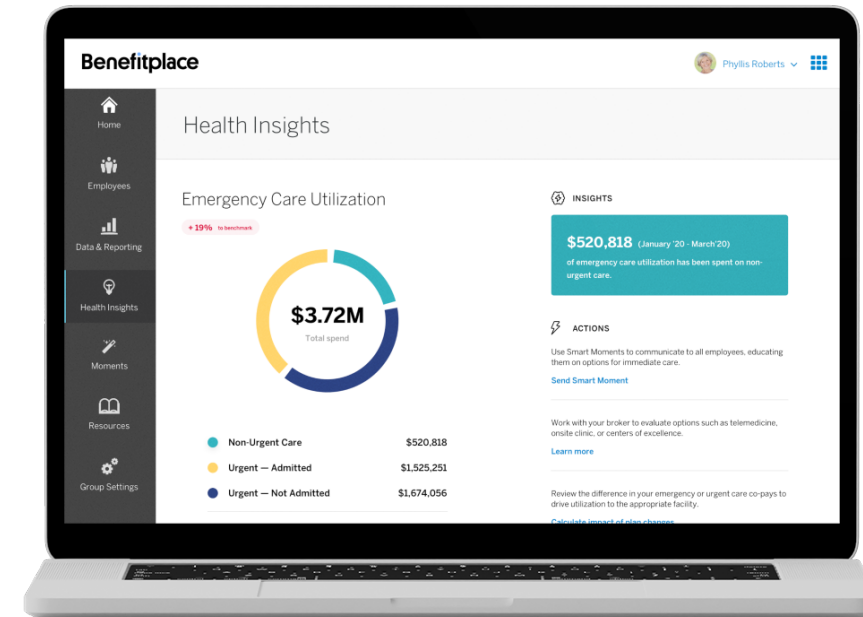 Benefitplace
Phyllis Roberts
Home
Employees
Data & Reporting
Health Insights
Moments
Resources
Group Settings
Health Insights
Emergency Care Utilization
+ 19% to benchmark
$3.72M
Total spend
Non-Urgent Care $520,818
Urgent — Admitted $1,525,251
Urgent — Not Admitted $1,674,056
INSIGHTS
$520,818 (January '20 - March'20)
of emergency care utilization has been spent on non-
urgent care.
ACTIONS
Use Smart Moments to communicate to all employees, educating
them on options for immediate care.
Send Smart Moment
Work with your broker to evaluate options such as telemedicine,
onsite clinic, or centers of excellence.
Learn more
Review the difference in your emergency or urgent care co-pays to
drive utilization to the appropriate facility.
Calculate impact of plan changes